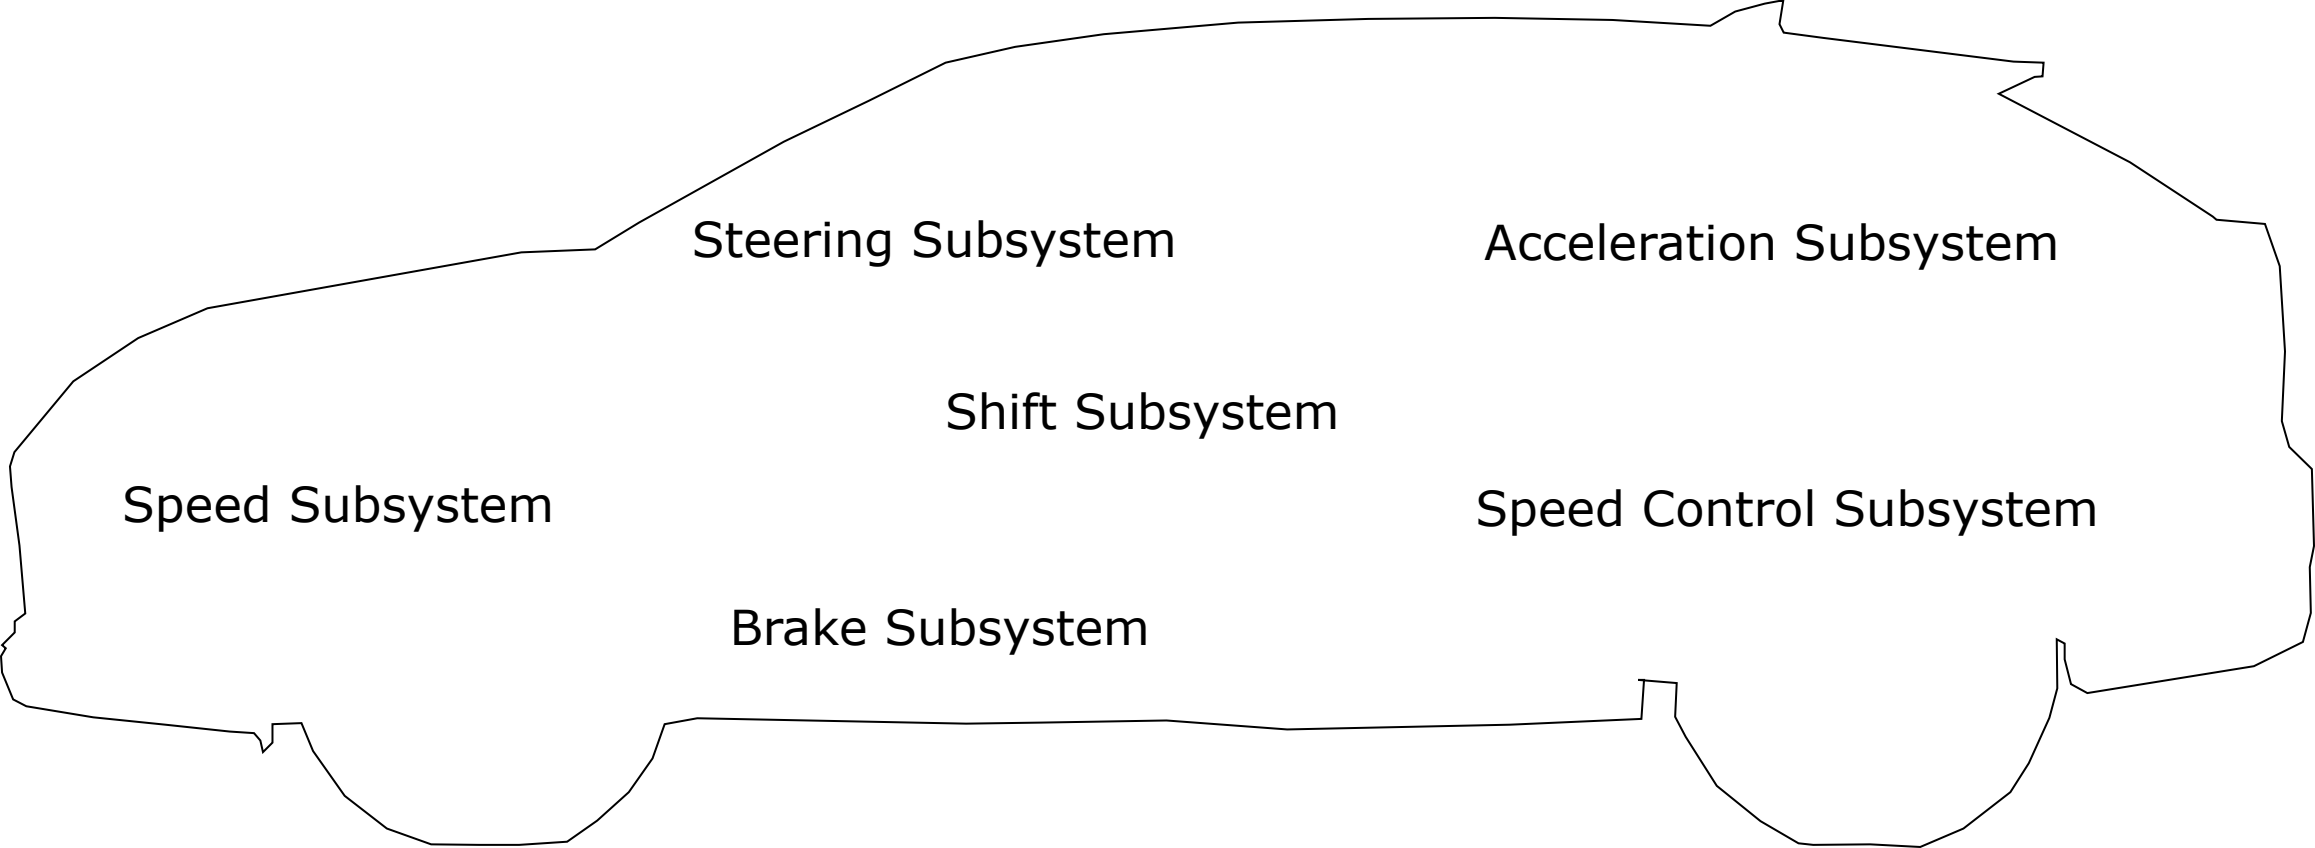 Steering Subsystem
Acceleration Subsystem
Shift Subsystem
Speed Subsystem
Speed Control Subsystem
Brake Subsystem